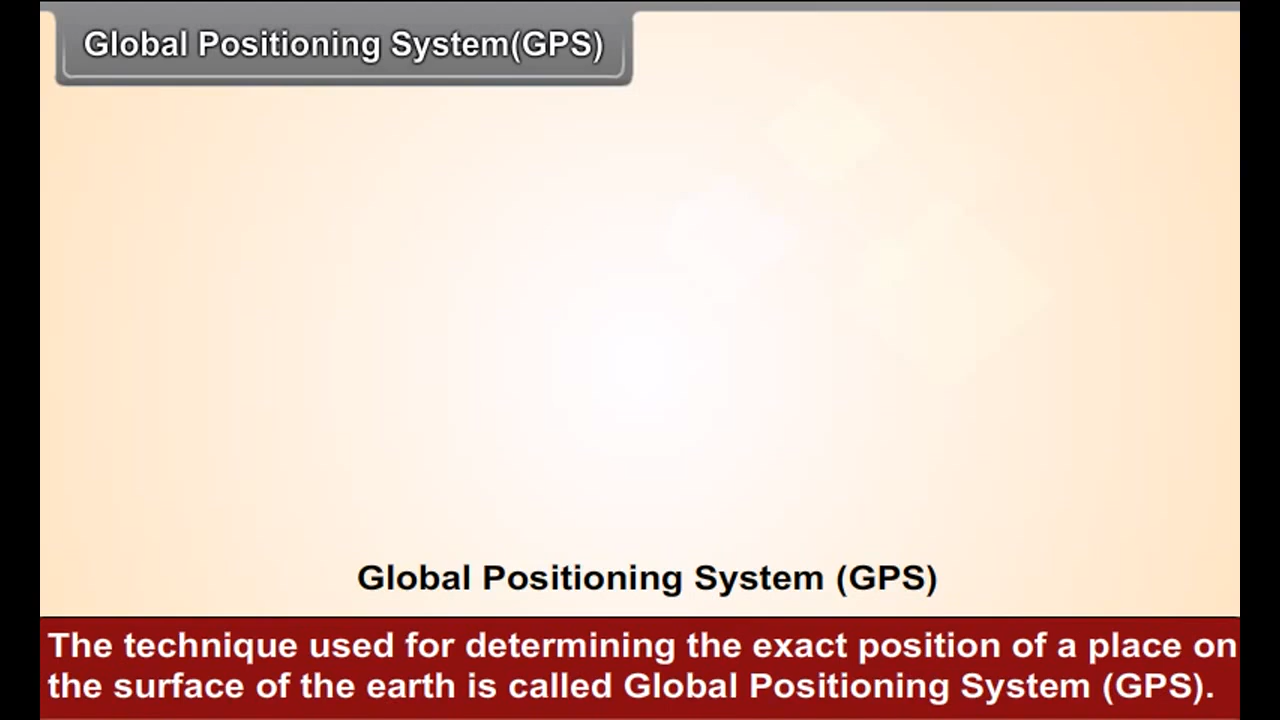 Global Positioning System(GPS)
Global Positioning System (GPS)
The technique used for determining the exact position of a place on
the surface of the earth is called Global Positioning System (GPS).